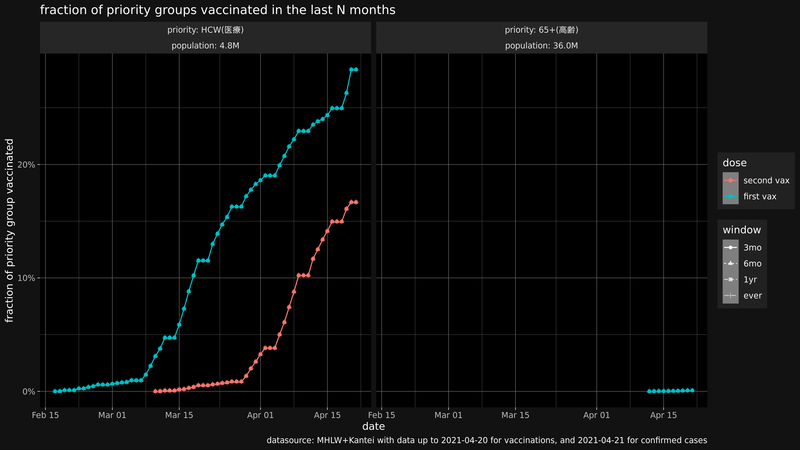 fraction of priority groups vaccinated in the last N months
priority: HCW(医療)
population: 4.8M
priority: 65+(高齢)
population: 36.0M
fraction of priority group vaccinated
20%
10%
0%
Feb 15
Mar 01
Mar 15
Apr 01
Apr 15
Feb 15
Mar 01
Mar 15
Apr 01
Apr 15
date
dose
second vax
first vax
window
3mo
6mo
1yr
ever
datasource: MHLW+Kantei with data up to 2021-04-20 for vaccinations, and 2021-04-21 for confirmed cases